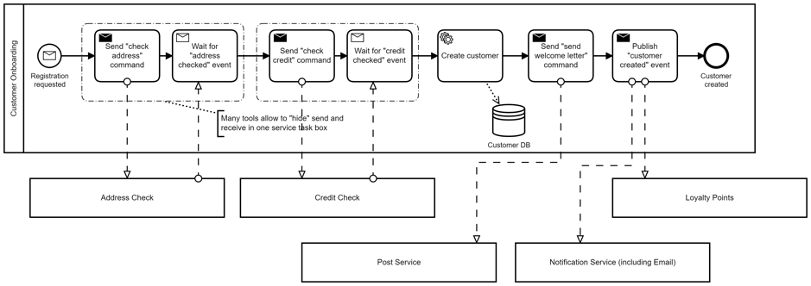 Customer Onboarding
Registration
requested
Send "check
address"
command
Wait for
"address
checked" event
Send "check
credit" command
Wait for "credit
checked" event
Create customer
Send "send
welcome letter"
command
Publish
"customer
created" event
Customer
created
Many tools allow to "hide" send and
receive in one service task box
Customer DB
Address Check
Credit Check
Loyalty Points
Post Service
Notification Service (including Email)